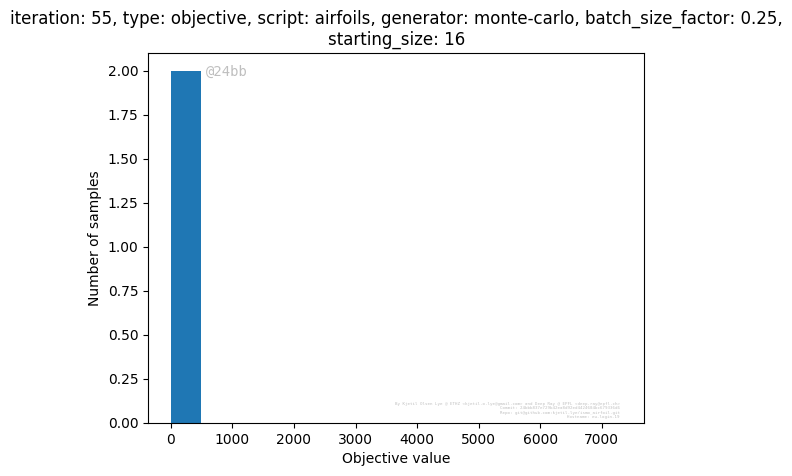 iteration: 55, type: objective, script: airfoils, generator: monte-carlo, batch_size_factor: 0.25,
starting_size: 16
@24bb
2.00
1.75
1.50
1.25
1.00
0.75
0.50
0.25
0.00
Number of samples
0 1000 2000 3000 4000 5000 6000 7000
Objective value